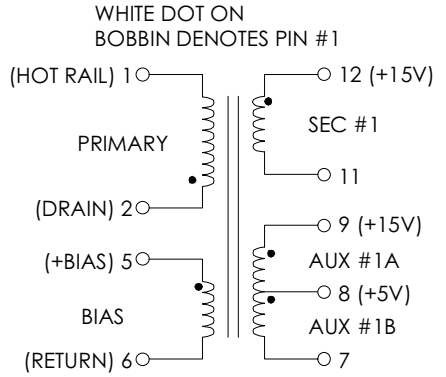 WHITE DOT ON
BOBBIN DENOTES PIN #1
(HOT RAIL) 1
12 (+15V)
PRIMARY
SEC #1
11
(DRAIN) 2
9 (+15V)
(+BIAS) 5
AUX #1A
8 (+5V)
BIAS
AUX #1B
(RETURN) 6
7